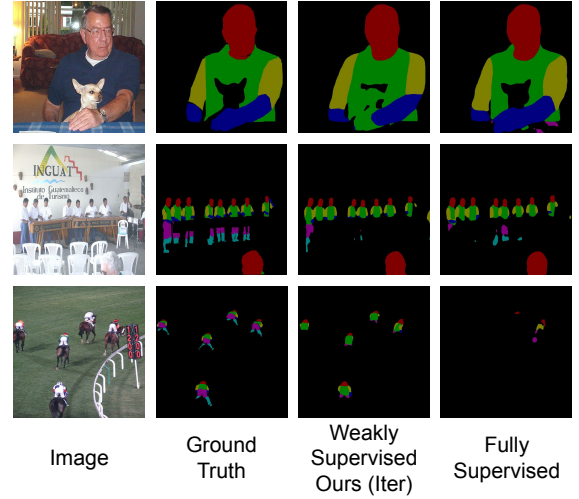 INGUAT
Instituto Guatemalteco
de Turismo
Image
Ground
Truth
Weakly
Supervised
Ours (Iter)
Fully
Supervised